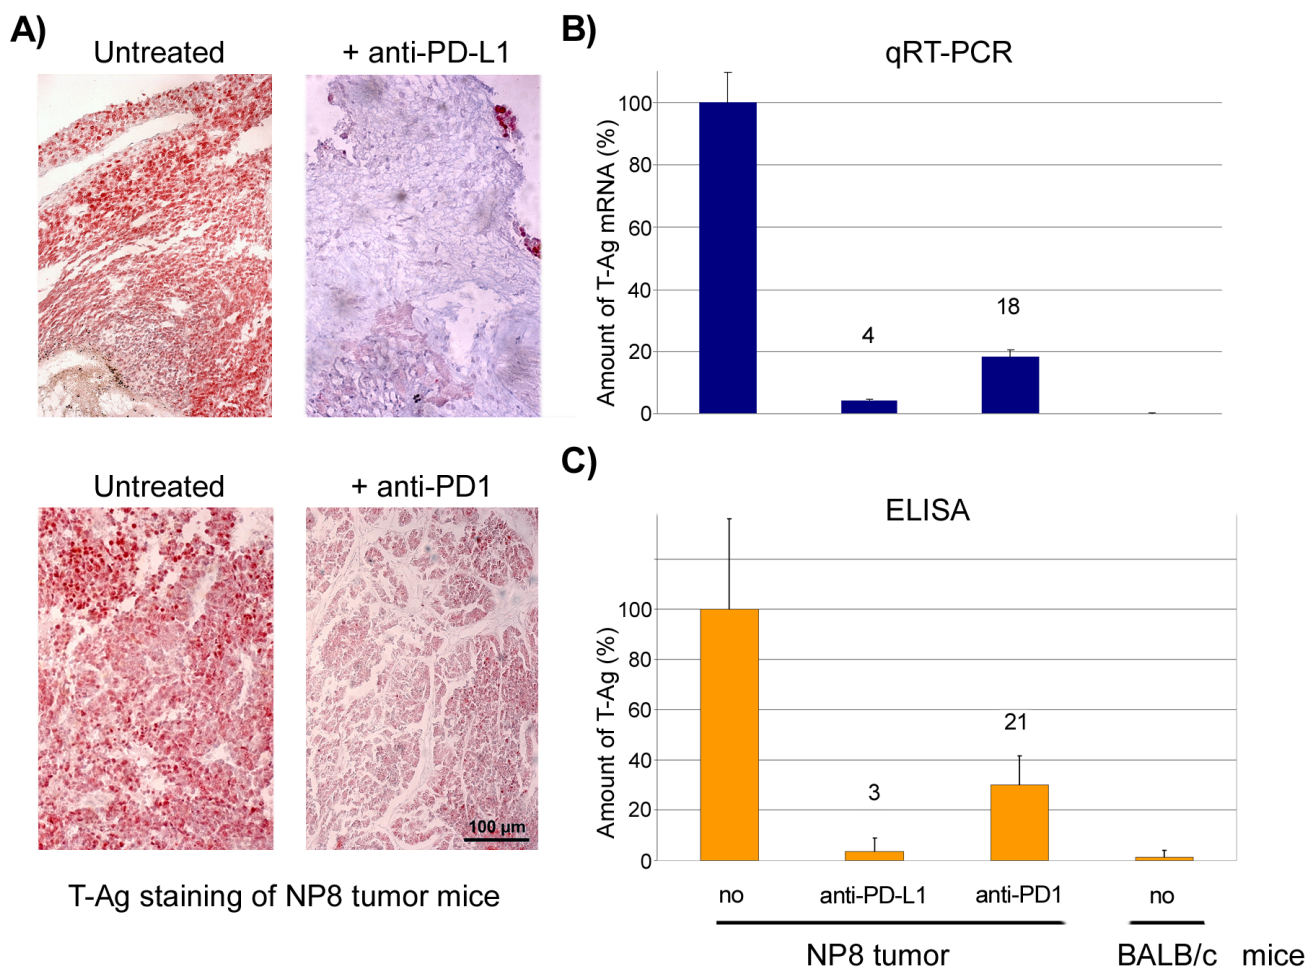 A)
Untreated
+ anti-PD-L1
Untreated
+ anti-PD1
100 µm
T-Ag staining of NP8 tumor mice
B)
qRT-PCR
Amount of T-Ag mRNA (%)
100
80
60
40
20
0
4
18
C)
ELISA
Amount of T-Ag (%)
100
80
60
40
20
0
3
21
no anti-PD-L1 anti-PD1 no
NP8 tumor BALB/c mice